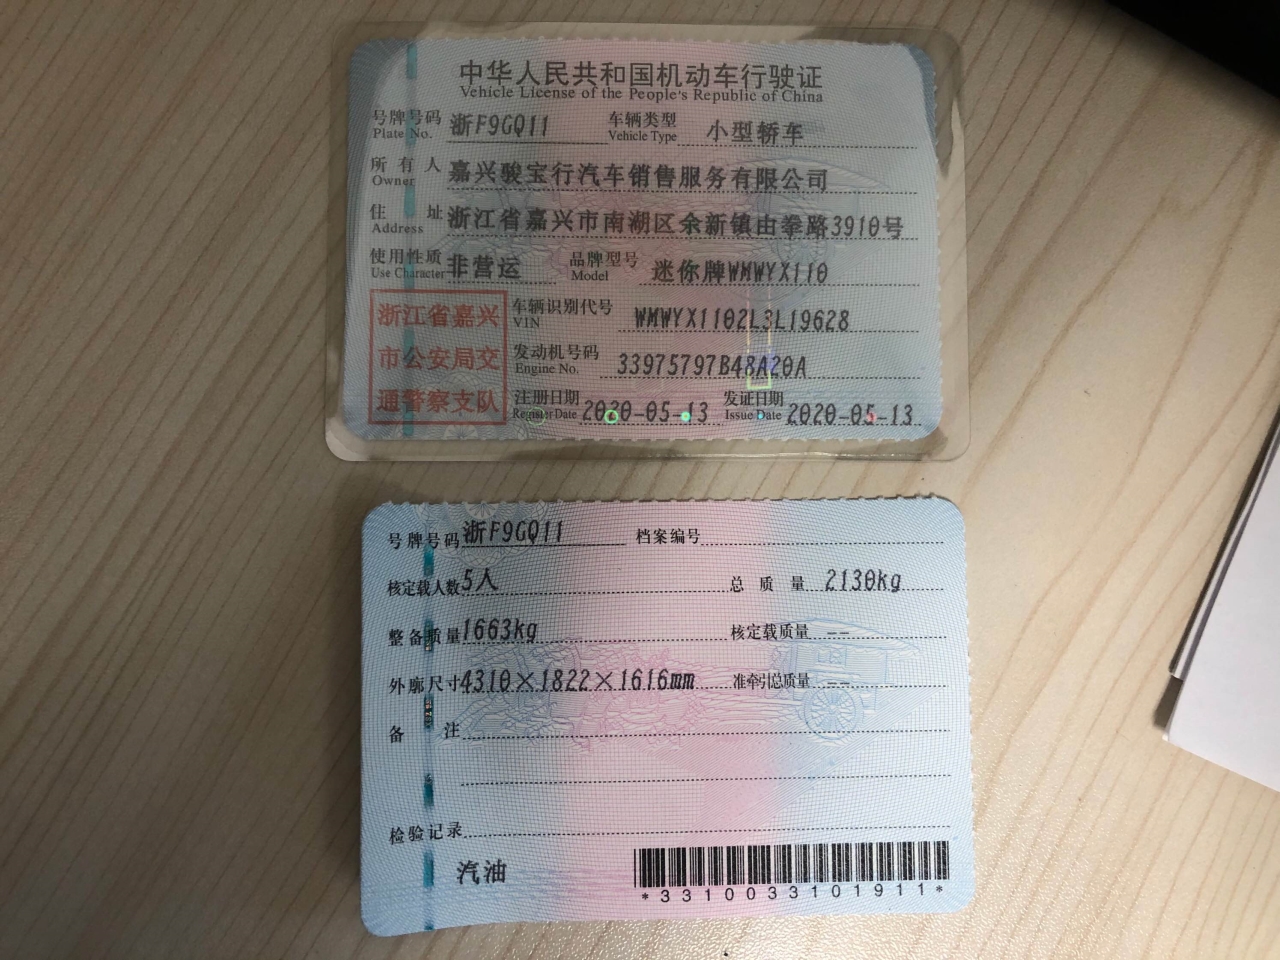 中华人民共和国机动车行驶证
Vehicle License of the People's Republic of China
号牌号码 Plate No. 浙F9GQ11 车辆类型 Vehicle Type 小型轿车
所有人 Owner 嘉兴骏宝行汽车销售服务有限公司
住址 Address 浙江省嘉兴市南湖区余新镇由拳路3910号
使用性质 Use Character 非营运 品牌型号 Model 迷你牌WMWYX110
浙江省嘉兴市公安局交通警察支队
车辆识别代号 VIN WMWYX1102L3L19628
发动机号码 Engine No. 33975797B48A20A
注册日期 Register Date 2020-05-13 发证日期 Issue Date 2020-05-13
号牌号码 浙F9GQ11 档案编号
核定载人数 5人 总质量 2130kg
整备质量 1663kg 核定载质量 --
外廓尺寸 4310×1822×1616mm 准牵引总质量 --
备注
检验记录
汽油
*3310033101911*